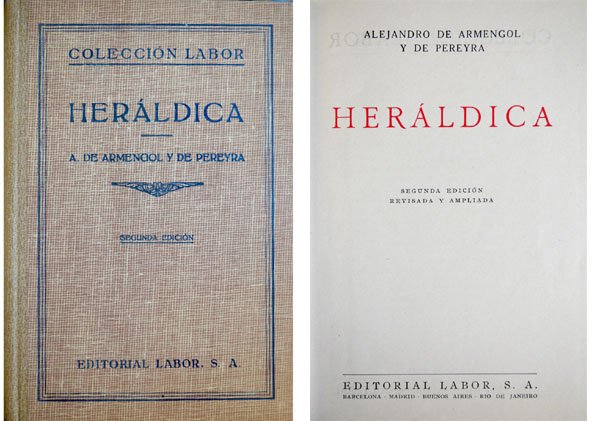 COLECCIÓN LABOR
HERÁLDICA
A. DE ARMENGOL Y DE PEREYRA
SEGUNDA EDICIÓN
EDITORIAL LABOR, S. A.
ALEJANDRO DE ARMENGOL
Y DE PEREYRA
HERÁLDICA
SEGUNDA EDICIÓN
REVISADA Y AMPLIADA
EDITORIAL LABOR, S. A.
BARCELONA · MADRID · BUENOS AIRES · RIO DE JANEIRO